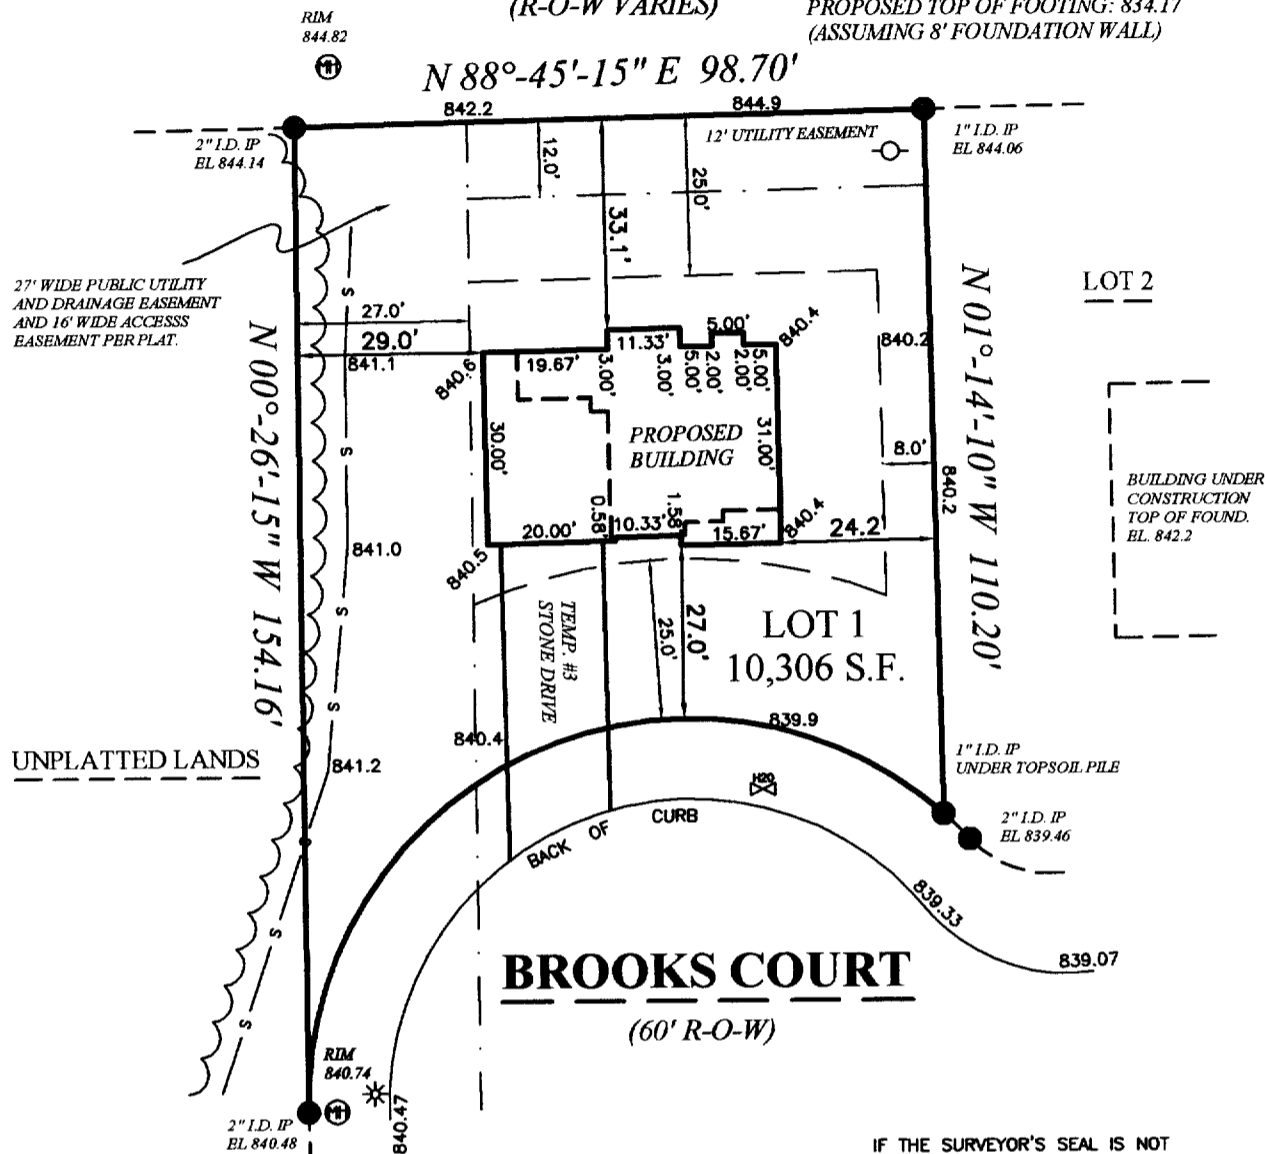 (R-O-W VARIES)
PROPOSED TOP OF FOOTING: 834.17
(ASSUMING 8' FOUNDATION WALL)
RIM
844.82
MH
N 88°-45'-15" E 98.70'
842.2
844.9
2" I.D. IP
EL 844.14
12.0'
12' UTILITY EASEMENT
1" I.D. IP
EL 844.06
25.0'
33.1'
27' WIDE PUBLIC UTILITY
AND DRAINAGE EASEMENT
AND 16' WIDE ACCESSS
EASEMENT PER PLAT.
S
27.0'
29.0'
841.1
840.6
19.67'
3.00'
11.33'
3.00'
5.00'
2.00'
5.00'
2.00'
5.00'
840.4
840.2
LOT 2
N 00°-26'-15" W 154.16'
N 01°-14'-10" W 110.20'
30.00'
PROPOSED
BUILDING
31.00'
8.0'
840.2
BUILDING UNDER
CONSTRUCTION
TOP OF FOUND.
EL. 842.2
S
0.58'
1.58'
20.00'
10.33'
15.67'
840.4
24.2
840.5
841.0
S
TEMP. #3
STONE DRIVE
25.0'
27.0'
LOT 1
10,306 S.F.
S
839.9
840.4
UNPLATTED LANDS
841.2
1" I.D. IP
UNDER TOPSOIL PILE
H20
2" I.D. IP
EL 839.46
BACK OF CURB
839.33
S
BROOKS COURT
839.07
(60' R-O-W)
S
RIM
840.74
MH
2" I.D. IP
EL 840.48
840.47
IF THE SURVEYOR'S SEAL IS NOT